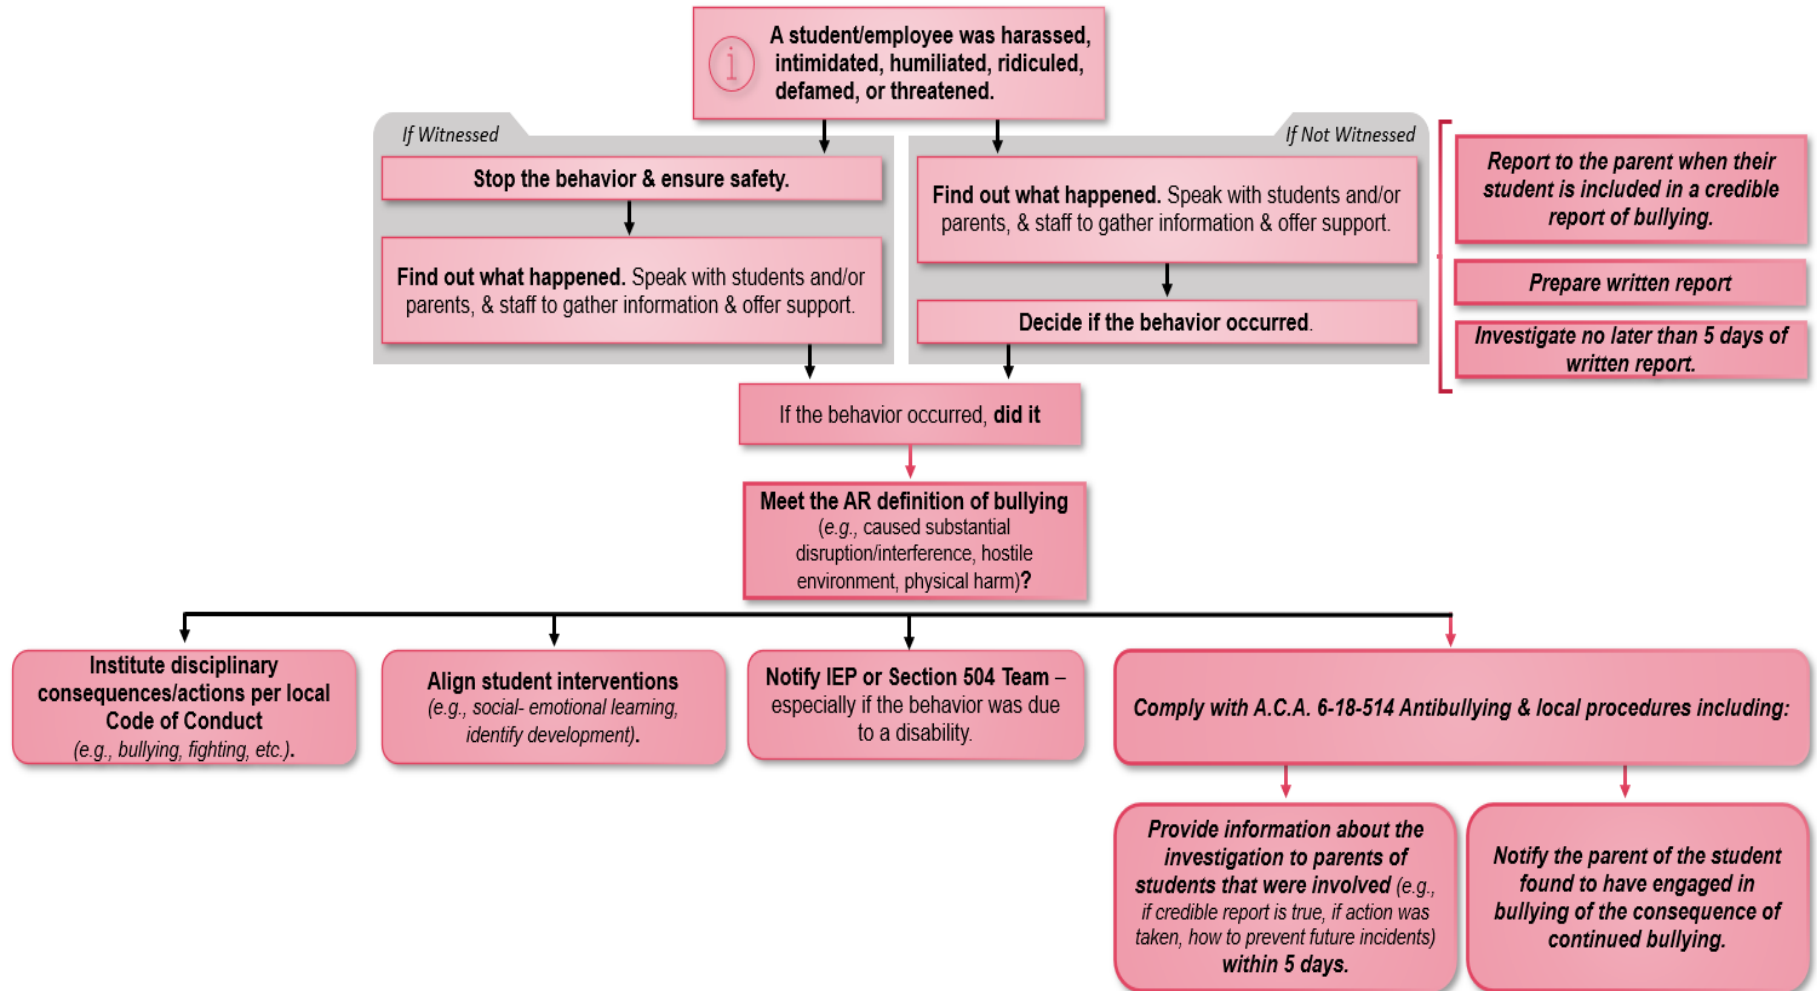 A student/employee was harassed,
intimidated, humiliated, ridiculed,
defamed, or threatened.
If Witnessed
Stop the behavior & ensure safety.
Find out what happened. Speak with students and/or
parents, & staff to gather information & offer support.
If Not Witnessed
Find out what happened. Speak with students and/or
parents, & staff to gather information & offer support.
Decide if the behavior occurred.
Report to the parent when their
student is included in a credible
report of bullying.
Prepare written report
Investigate no later than 5 days of
written report.
If the behavior occurred, did it
Meet the AR definition of bullying
(e.g., caused substantial
disruption/interference, hostile
environment, physical harm)?
Institute disciplinary
consequences/actions per local
Code of Conduct
(e.g., bullying, fighting, etc.).
Align student interventions
(e.g., social- emotional learning,
identify development).
Notify IEP or Section 504 Team –
especially if the behavior was due
to a disability.
Comply with A.C.A. 6-18-514 Antibullying & local procedures including:
Provide information about the
investigation to parents of
students that were involved (e.g.,
if credible report is true, if action was
taken, how to prevent future incidents)
within 5 days.
Notify the parent of the student
found to have engaged in
bullying of the consequence of
continued bullying.